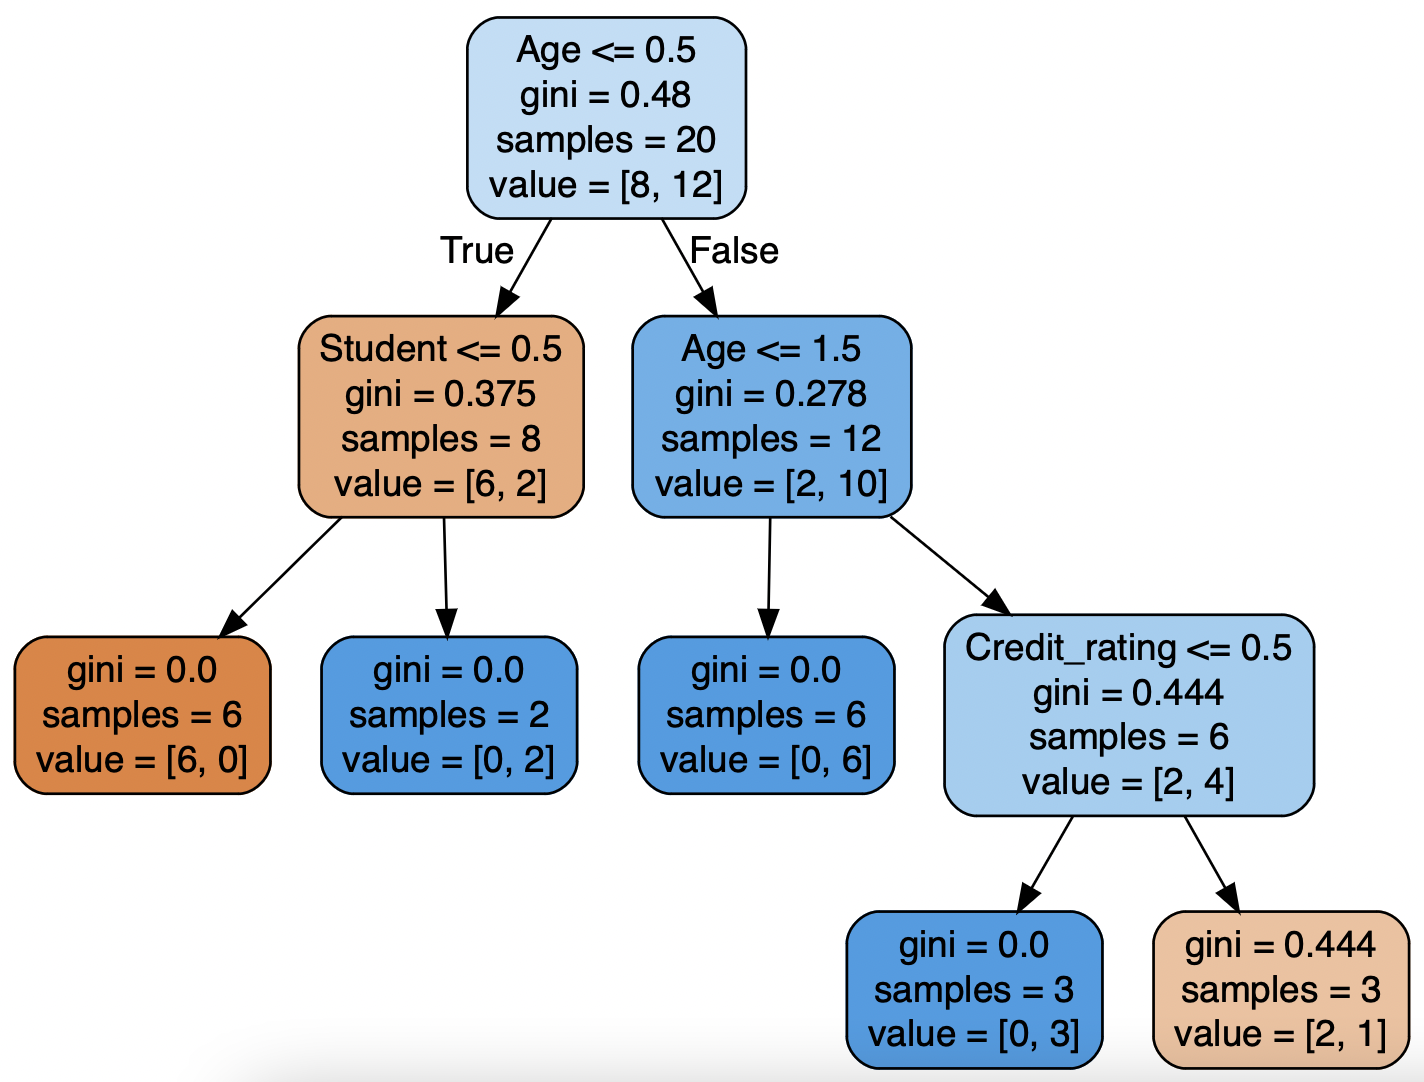 Age <= 0.5
gini = 0.48
samples = 20
value = [8, 12]
True
False
Student <= 0.5
gini = 0.375
samples = 8
value = [6, 2]
Age <= 1.5
gini = 0.278
samples = 12
value = [2, 10]
gini = 0.0
samples = 6
value = [6, 0]
gini = 0.0
samples = 2
value = [0, 2]
gini = 0.0
samples = 6
value = [0, 6]
Credit_rating <= 0.5
gini = 0.444
samples = 6
value = [2, 4]
gini = 0.0
samples = 3
value = [0, 3]
gini = 0.444
samples = 3
value = [2, 1]